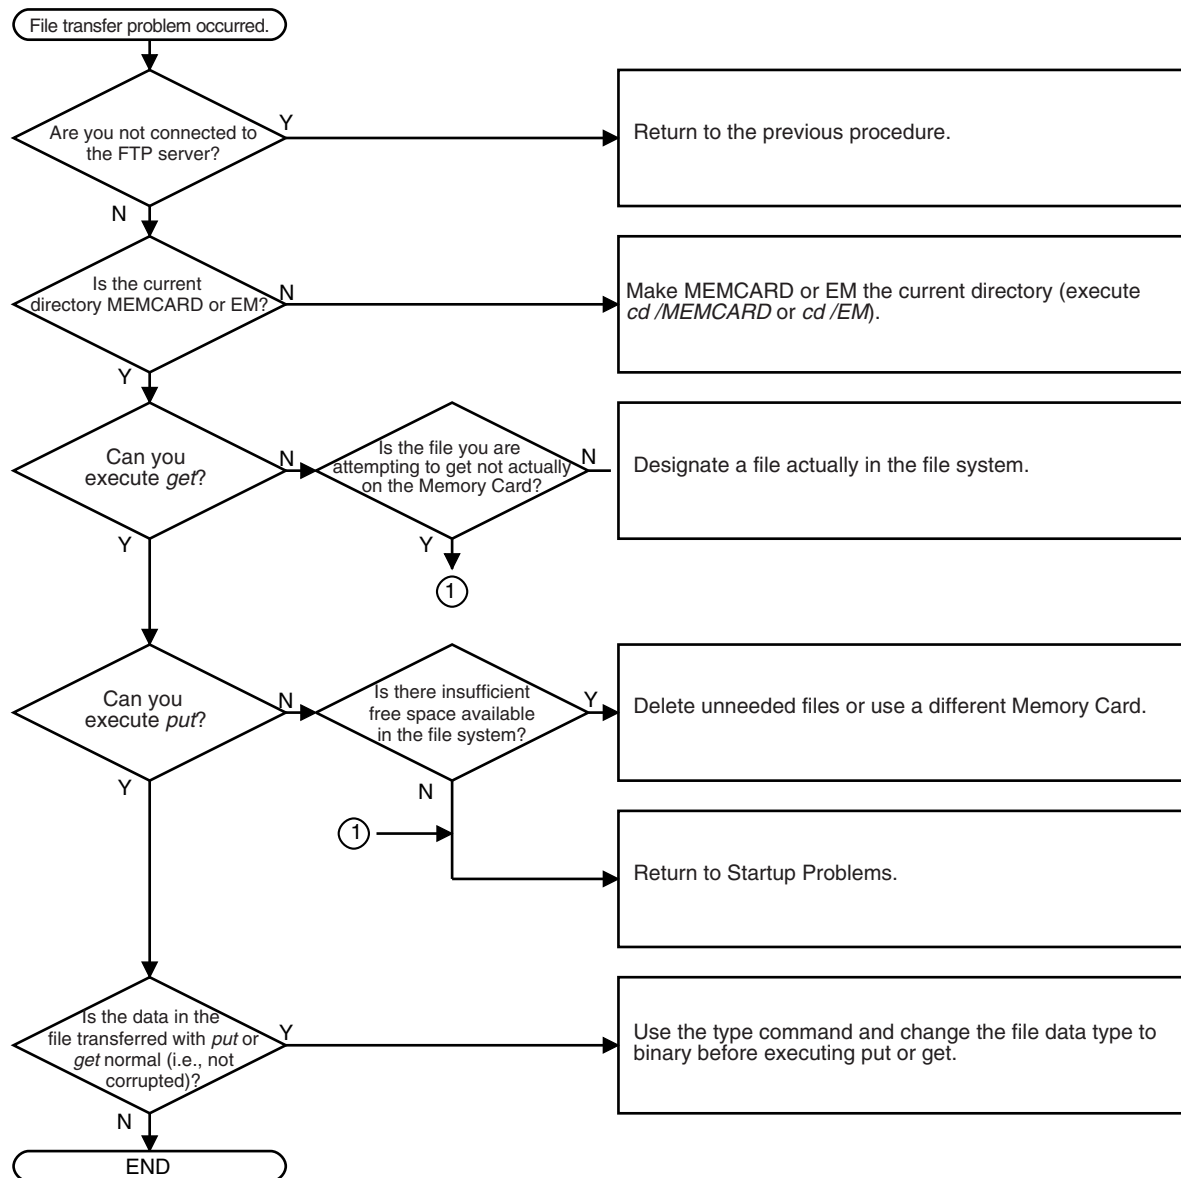 File transfer problem occurred.
Are you not connected to
the FTP server?
Y
Return to the previous procedure.
N
Is the current
directory MEMCARD or EM?
N
Make MEMCARD or EM the current directory (execute
cd /MEMCARD or cd /EM).
Y
Can you
execute get?
N
Is the file you are
attempting to get not actually
on the Memory Card?
N
Designate a file actually in the file system.
Y
Y
1
Can you
execute put?
N
Is there insufficient
free space available
in the file system?
Y
Delete unneeded files or use a different Memory Card.
Y
N
1
Return to Startup Problems.
Is the data in the
file transferred with put or
get normal (i.e., not
corrupted)?
Y
Use the type command and change the file data type to
binary before executing put or get.
N
END